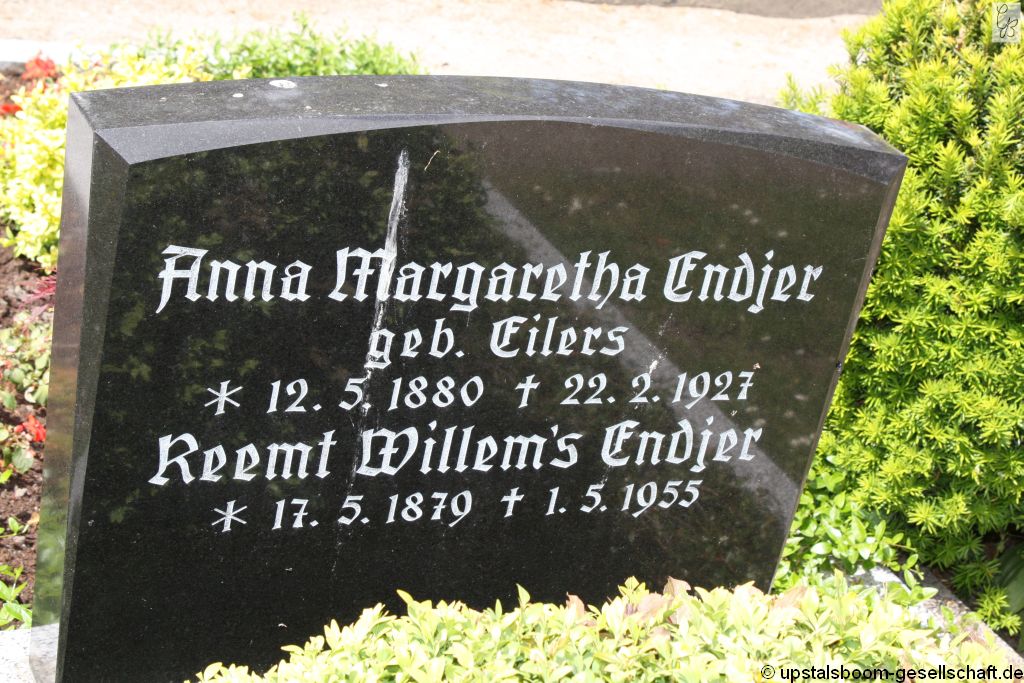 Anna Margaretha Endjer
geb. Eilers
* 12. 5. 1880 † 22. 2. 1927
Reemt Willem's Endjer
* 17. 5. 1879 † 1. 5. 1955
© upstalsboom-gesellschaft.de